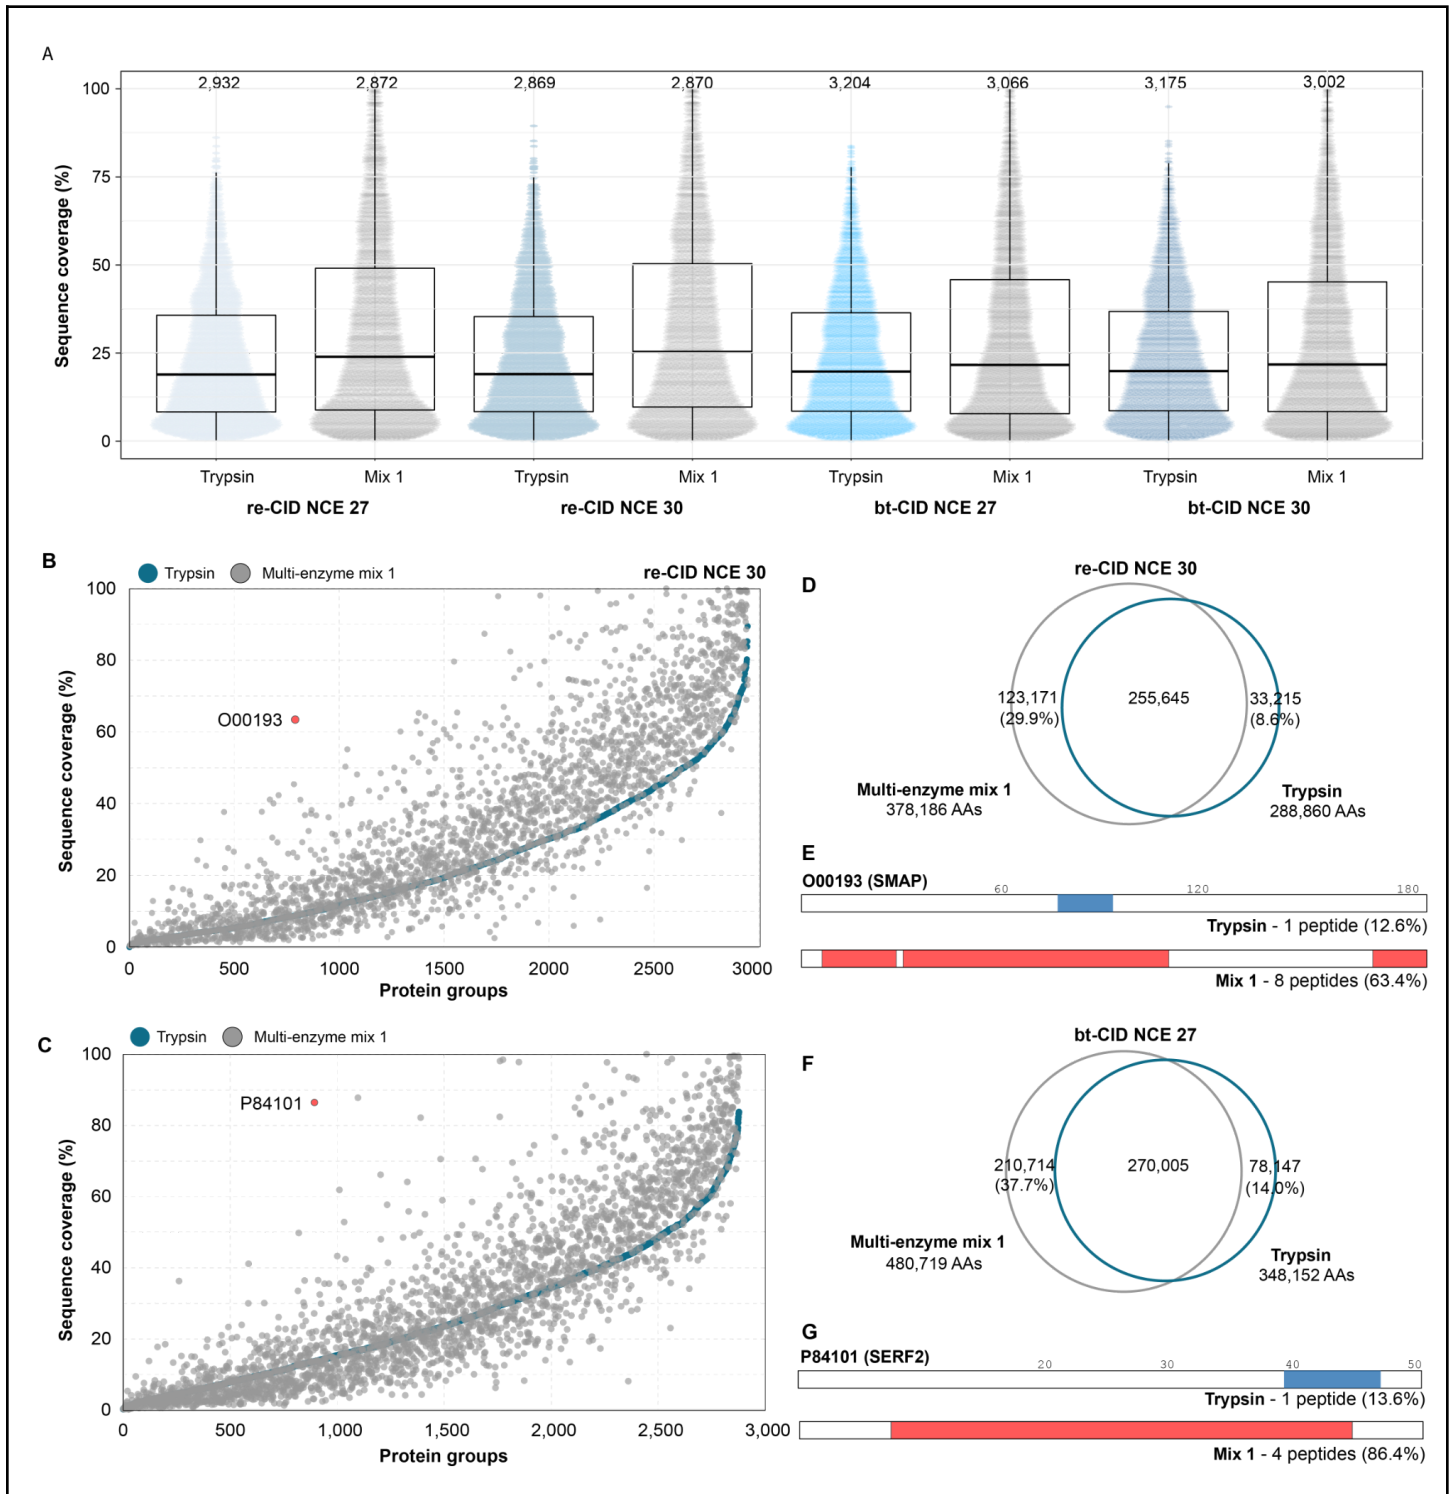 A
2,932 2,872 2,869 2,870 3,204 3,066 3,175 3,002
100
75
50
25
0
Sequence coverage (%)
Trypsin Mix 1 Trypsin Mix 1 Trypsin Mix 1 Trypsin Mix 1
re-CID NCE 27 re-CID NCE 30 bt-CID NCE 27 bt-CID NCE 30
B
Trypsin Multi-enzyme mix 1 re-CID NCE 30
100
80
60
40
20
0
Sequence coverage (%)
O00193
0 500 1000 1500 2000 2500 3000
Protein groups
C
Trypsin Multi-enzyme mix 1
100
80
60
40
20
0
Sequence coverage (%)
P84101
0 500 1,000 1,500 2,000 2,500 3,000
Protein groups
D
re-CID NCE 30
123,171 255,645 33,215
(29.9%) (8.6%)
Multi-enzyme mix 1 Trypsin
378,186 AAs 288,860 AAs
E
O00193 (SMAP)
60 120 180
Trypsin - 1 peptide (12.6%)
Mix 1 - 8 peptides (63.4%)
F
bt-CID NCE 27
210,714 270,005 78,147
(37.7%) (14.0%)
Multi-enzyme mix 1 Trypsin
480,719 AAs 348,152 AAs
G
P84101 (SERF2)
20 30 40 50
Trypsin - 1 peptide (13.6%)
Mix 1 - 4 peptides (86.4%)